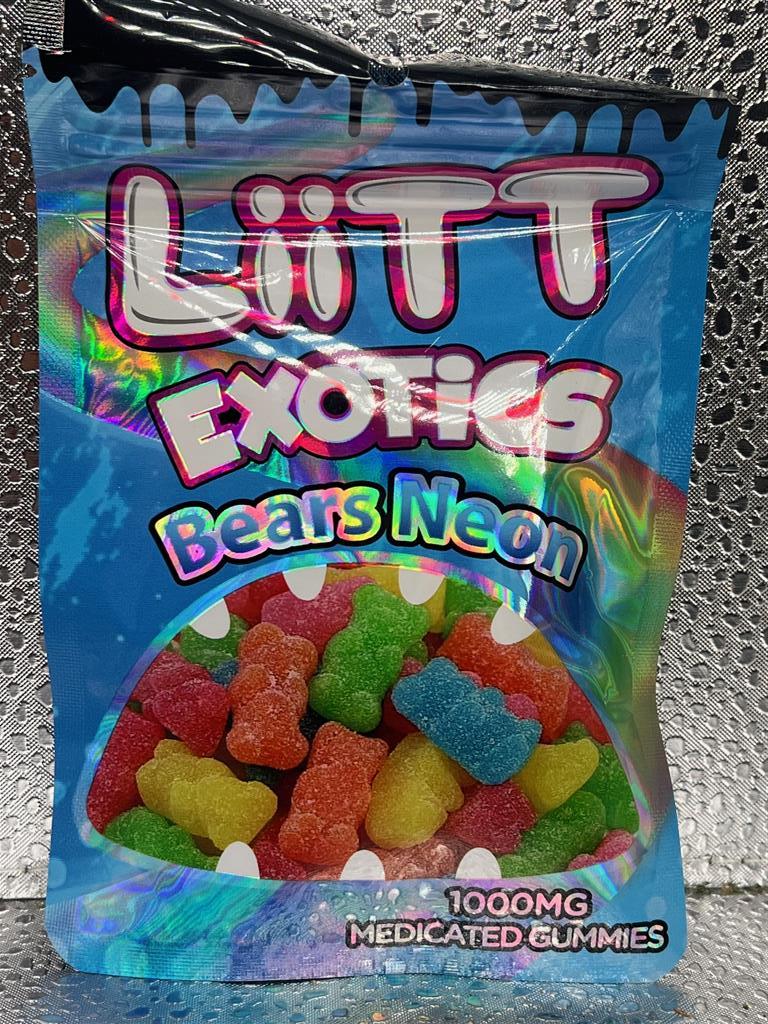 LiiTT
EXOTiCS
Bears Neon
1000MG
MEDICATED GUMMIES